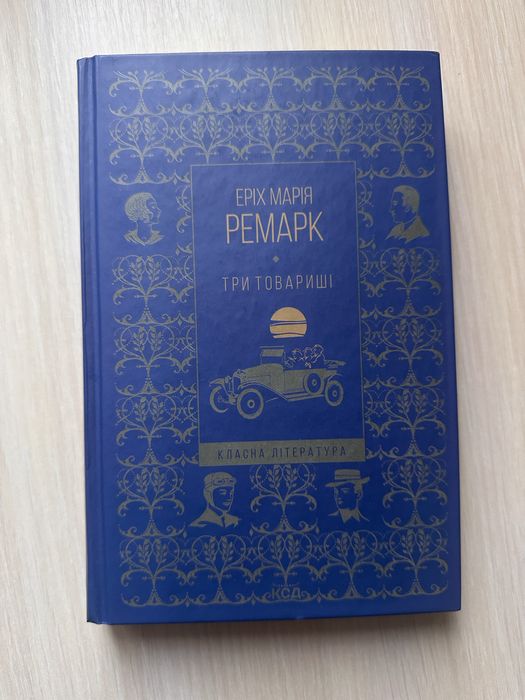 ЕРІХ МАРІЯ
РЕМАРК
ТРИ ТОВАРИШІ
КЛАСНА ЛІТЕРАТУРА
КСД